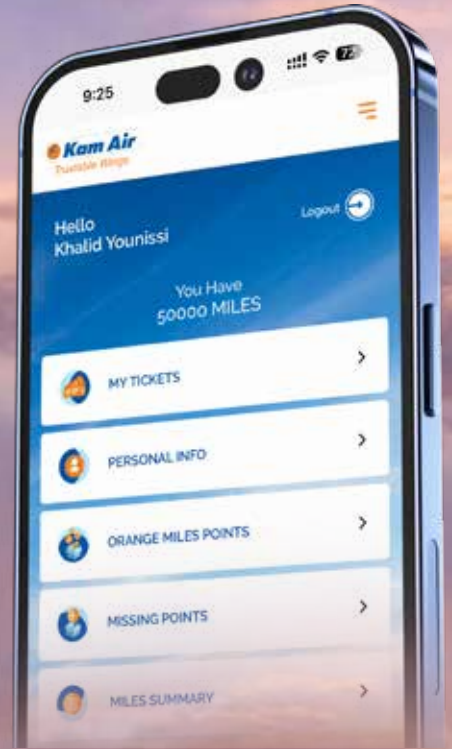 9:25
72
Kam Air
Trustable Wings
Logout
Hello
Khalid Younissi
You Have
50000 MILES
MY TICKETS
PERSONAL INFO
ORANGE MILES POINTS
MISSING POINTS
MILES SUMMARY